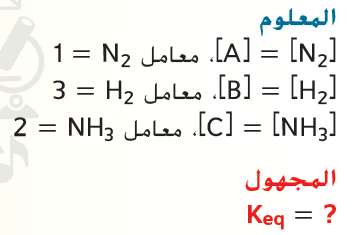 المعلوم
[A] = [N₂]، معامل N₂ = 1
[B] = [H₂]، معامل H₂ = 3
[C] = [NH₃]، معامل NH₃ = 2
المجهول
Keq = ?